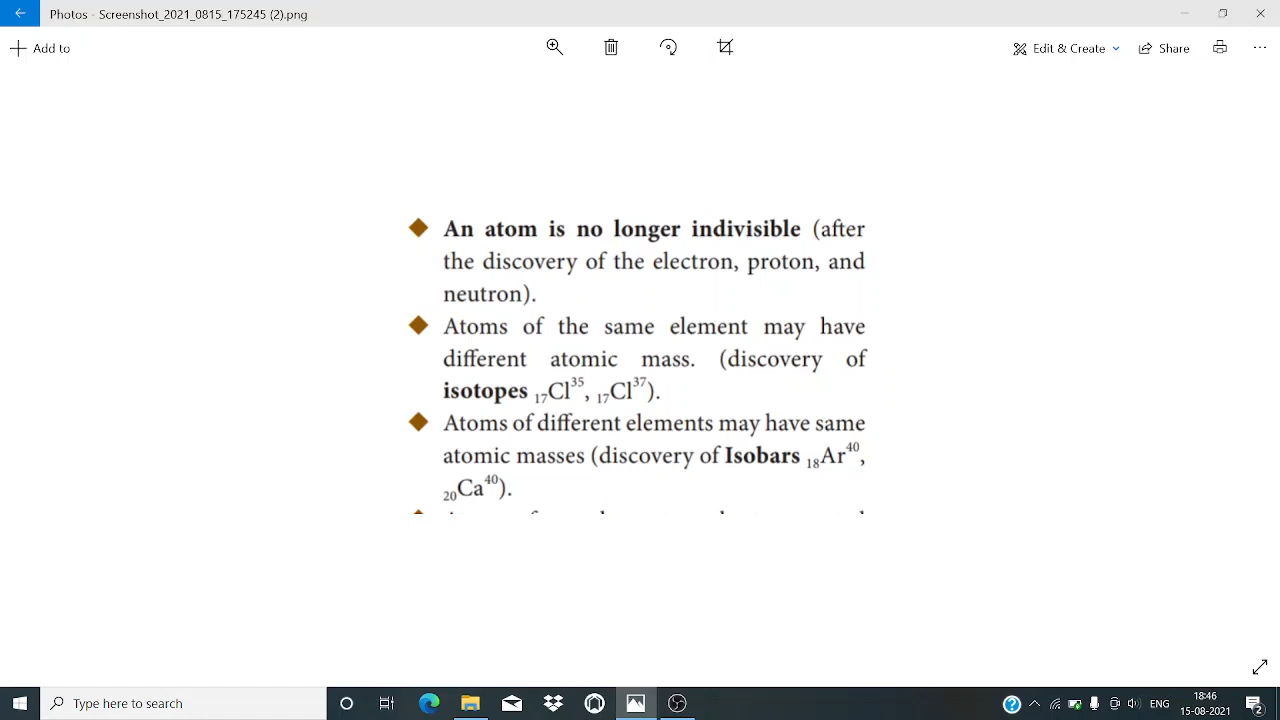 Photos - Screenshot_2021_0815_175245 (2).png
Add to
Edit & Create
Share
◆ An atom is no longer indivisible (after
the discovery of the electron, proton, and
neutron).
◆ Atoms of the same element may have
different atomic mass. (discovery of
isotopes ₁₇Cl³⁵, ₁₇Cl³⁷).
◆ Atoms of different elements may have same
atomic masses (discovery of Isobars ₁₈Ar⁴⁰,
₂₀Ca⁴⁰).
Type here to search
18:46
15-08-2021
2